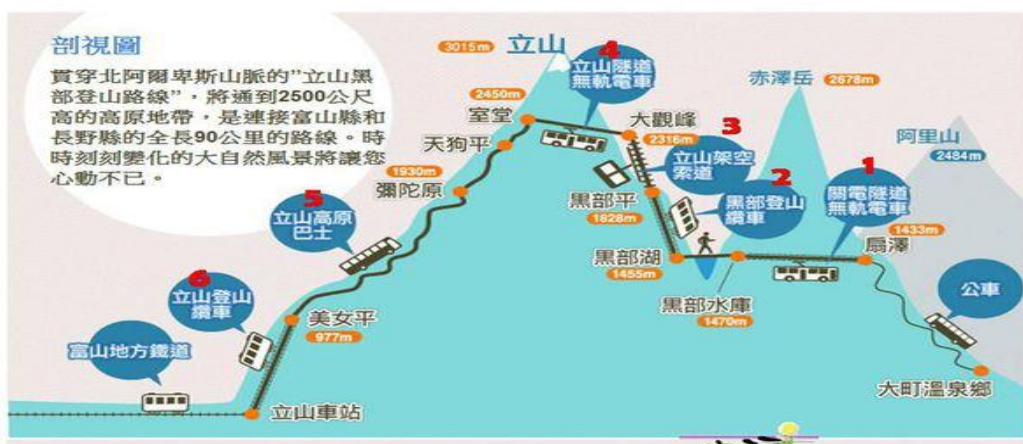 剖視圖
貫穿北阿爾卑斯山脈的"立山黑
部登山路線"，將通到2500公尺
高的高原地帶，是連接富山縣和
長野縣的全長90公里的路線。時
時刻刻變化的大自然風景將讓您
心動不已。
3015m
立山
4
立山隧道
無軌電車
赤澤岳
2678m
阿里山
2484m
2450m
室堂
天狗平
大觀峰
2316m
3
立山架空
索道
1930m
彌陀原
5
立山高原
巴士
黑部平
1828m
2
黑部登山
纜車
1
關電隧道
無軌電車
1433m
扇澤
黑部湖
1455m
黑部水庫
1470m
公車
大町溫泉鄉
6
立山登山
纜車
美女平
977m
富山地方鐵道
立山車站